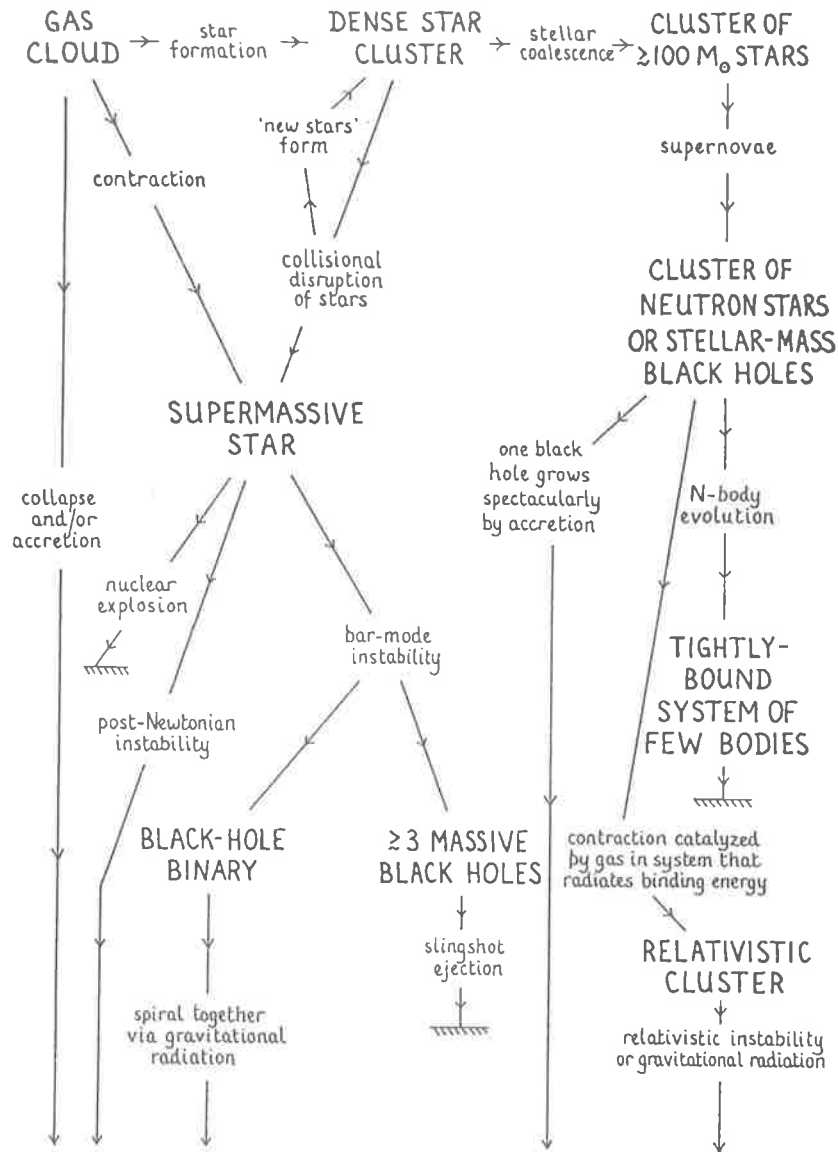 GAS
CLOUD
star
formation
DENSE STAR
CLUSTER
stellar
coalescence
CLUSTER OF
≳100 M⊙ STARS
'new stars'
form
contraction
supernovae
collisional
disruption
of stars
CLUSTER OF
NEUTRON STARS
OR STELLAR-MASS
BLACK HOLES
SUPERMASSIVE
STAR
one black
hole grows
spectacularly
by accretion
N-body
evolution
collapse
and/or
accretion
nuclear
explosion
bar-mode
instability
TIGHTLY-
BOUND
SYSTEM OF
FEW BODIES
post-Newtonian
instability
BLACK-HOLE
BINARY
≥3 MASSIVE
BLACK HOLES
contraction catalyzed
by gas in system that
radiates binding energy
slingshot
ejection
RELATIVISTIC
CLUSTER
spiral together
via gravitational
radiation
relativistic instability
or gravitational radiation